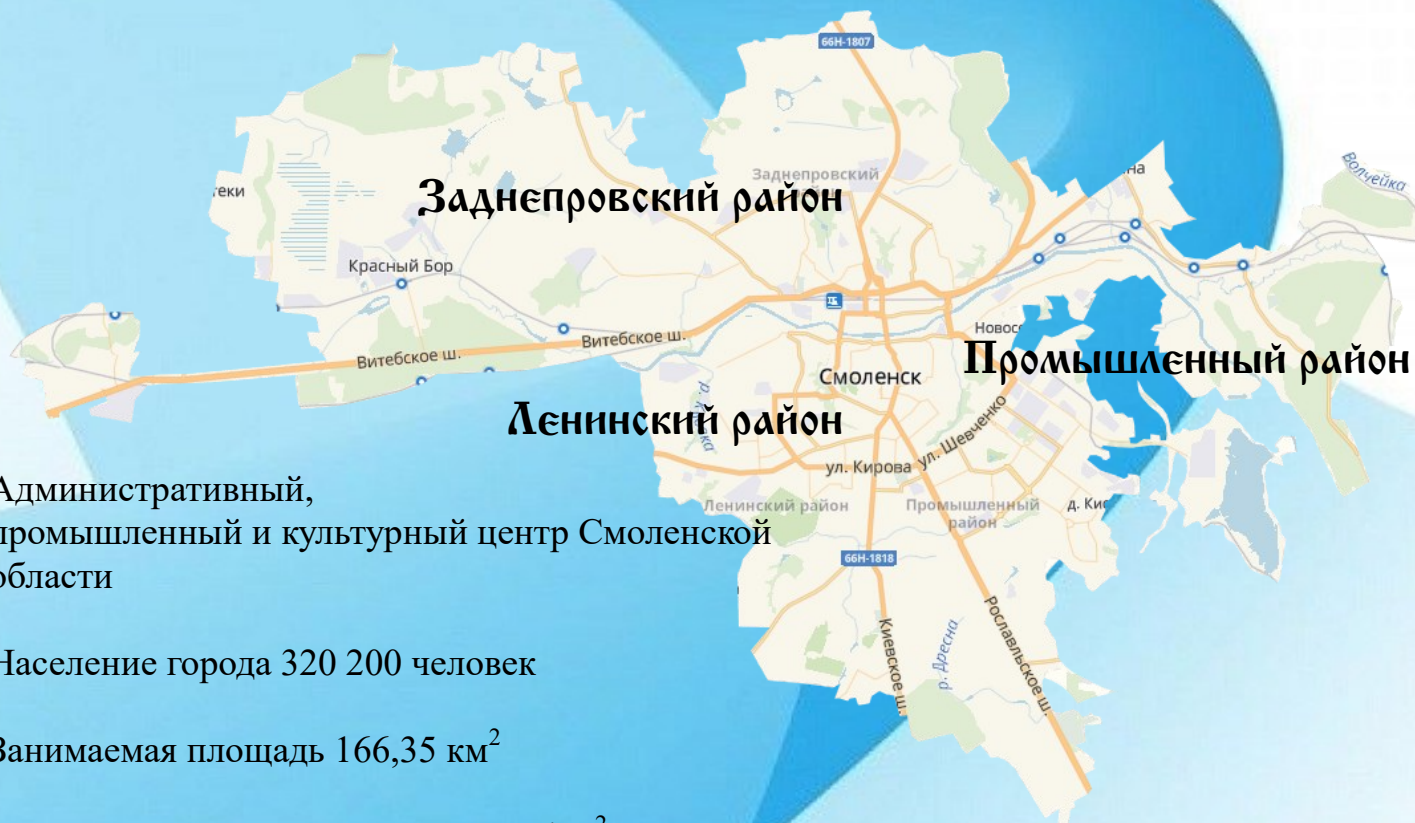 66Н-1807
Волчейка
Заднепровский
Заднепровский район
Красный Бор
Витебское ш.
Витебское ш.
Смоленск
Промышленный район
Ленинский район
ул. Кирова
ул. Шевченко
Ленинский район
Промышленный
район
д.
66Н-1818
Киевское ш.
р. Дресна
Рославльское ш.
Административный,
промышленный и культурный центр Смоленской
области
Население города 320 200 человек
Занимаемая площадь 166,35 км²